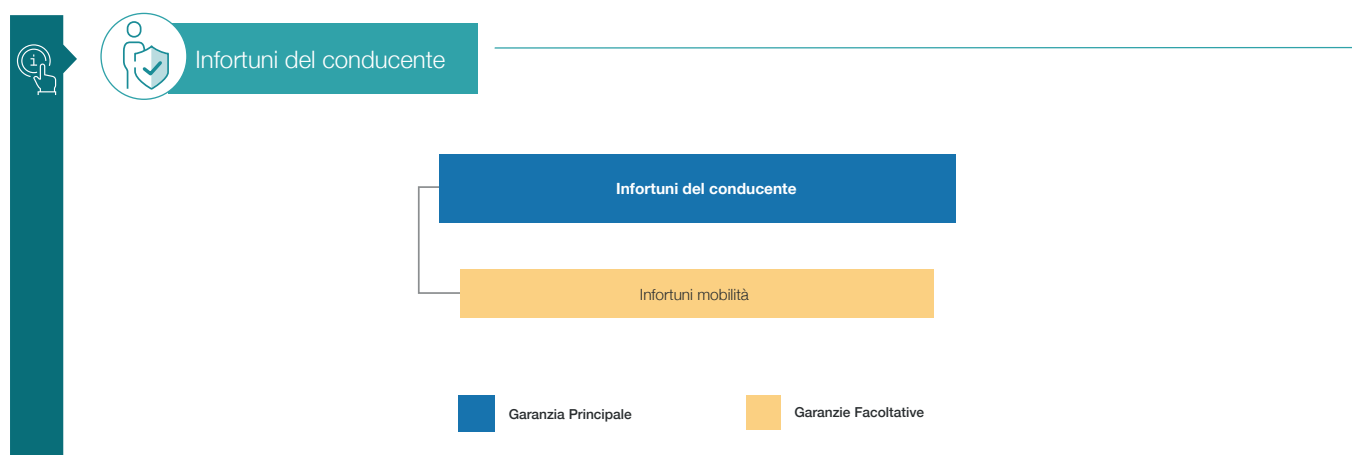 i
Infortuni del conducente
Infortuni del conducente
Infortuni mobilità
Garanzia Principale
Garanzie Facoltative